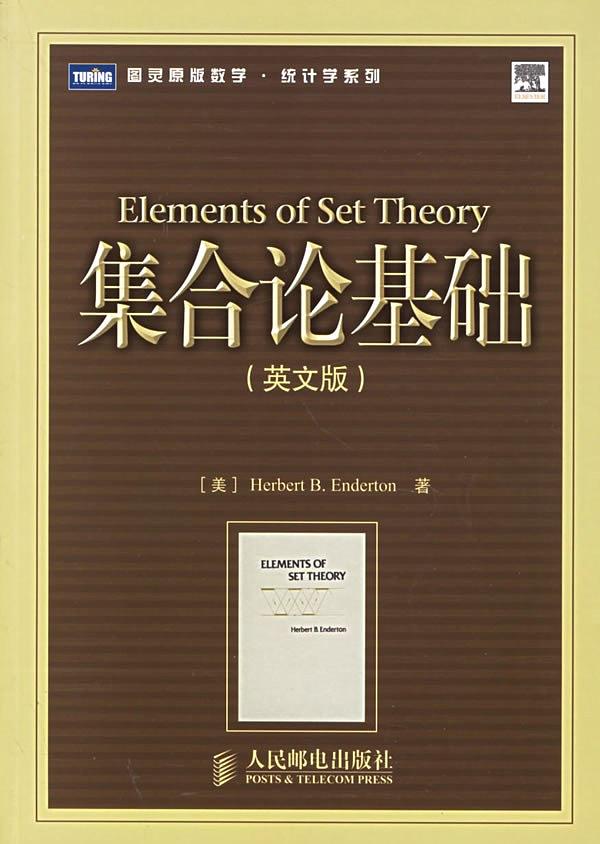 TURING 图灵原版数学·统计学系列
ELSEVIER
Elements of Set Theory
集合论基础
(英文版)
[美] Herbert B. Enderton 著
ELEMENTS OF
SET THEORY
Herbert B. Enderton
人民邮电出版社
POSTS & TELECOM PRESS